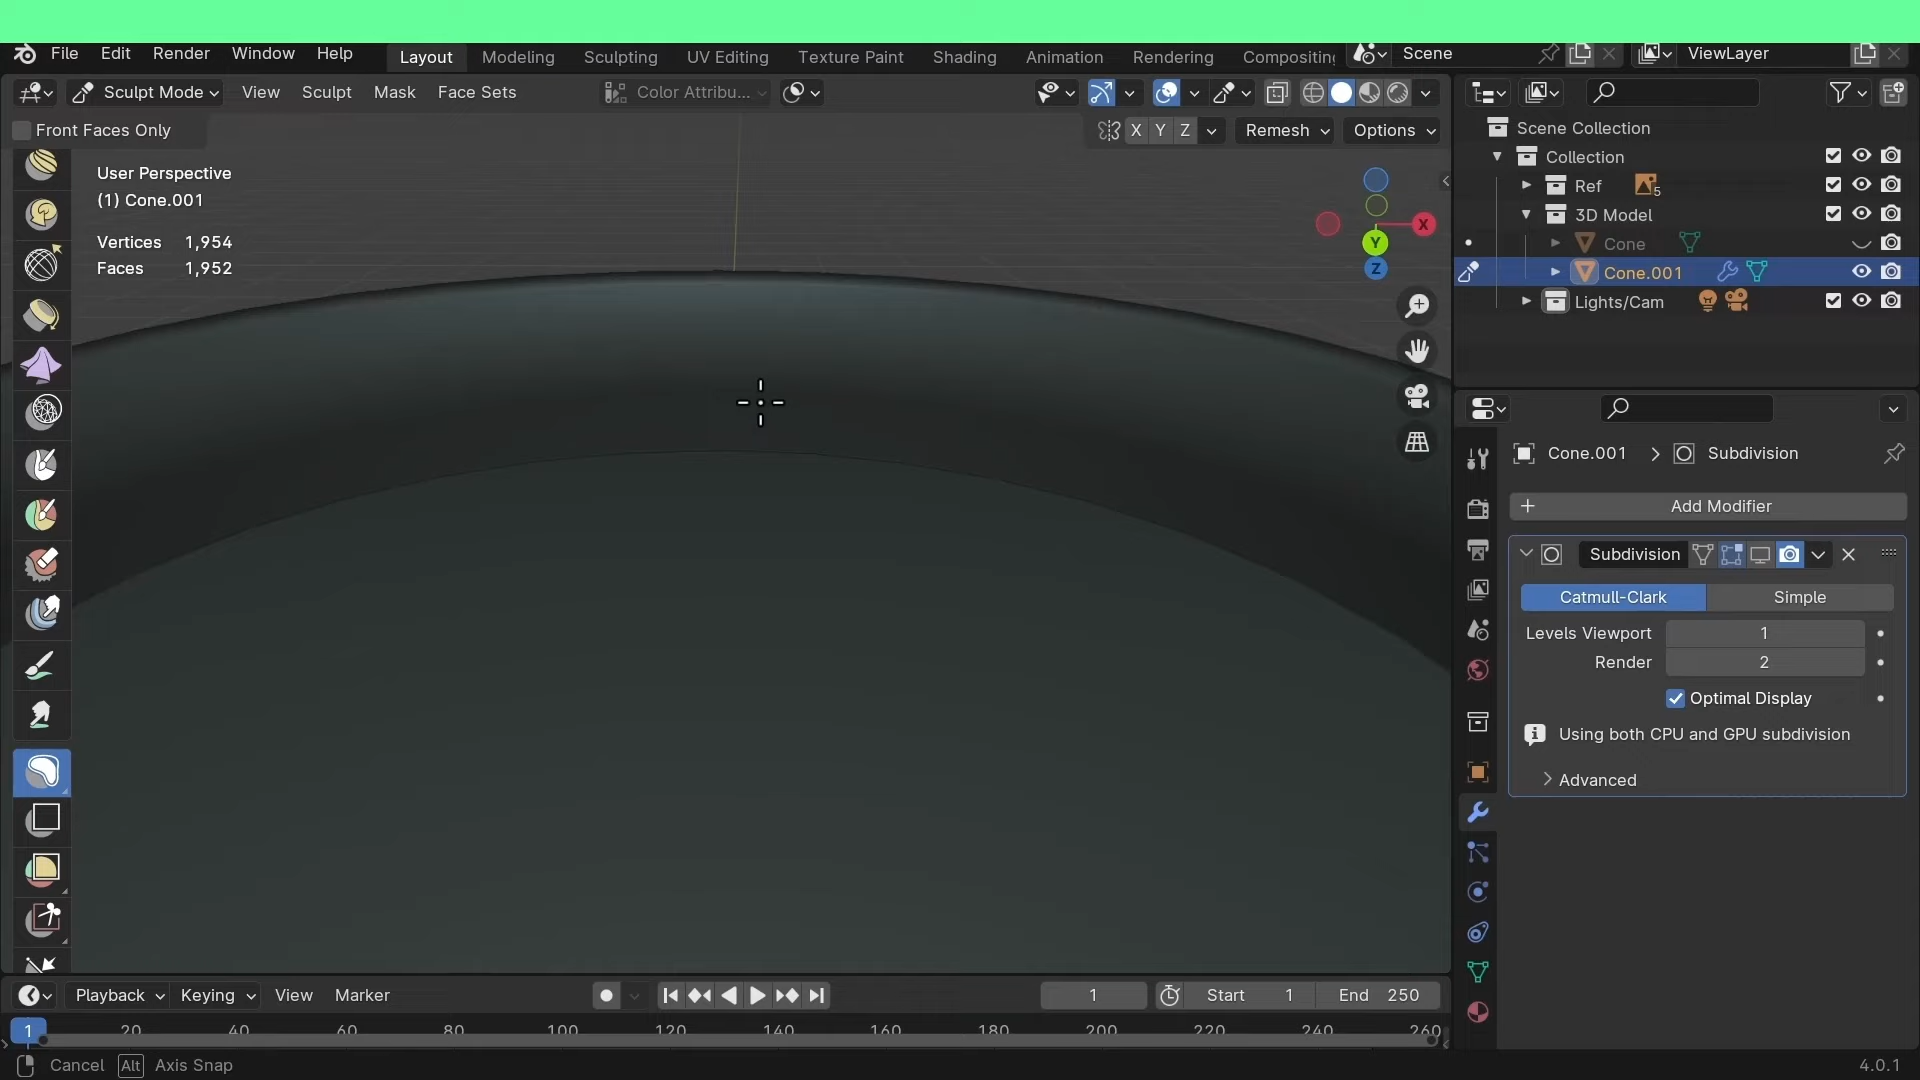 File Edit Render Window Help Layout Modeling Sculpting UV Editing Texture Paint Shading Animation Rendering Compositin Scene ViewLayer
Sculpt Mode View Sculpt Mask Face Sets Color Attribu...
Front Faces Only X Y Z Remesh Options
User Perspective
(1) Cone.001
Vertices 1,954
Faces 1,952
X
Y
Z
Scene Collection
Collection
Ref 5
3D Model
Cone
Cone.001
Lights/Cam
Cone.001 Subdivision
Add Modifier
Subdivision
Catmull-Clark Simple
Levels Viewport 1
Render 2
Optimal Display
Using both CPU and GPU subdivision
Advanced
Playback Keying View Marker 1 Start 1 End 250
1 20 40 60 80 100 120 140 160 180 200 220 240 260
Cancel Alt Axis Snap 4.0.1